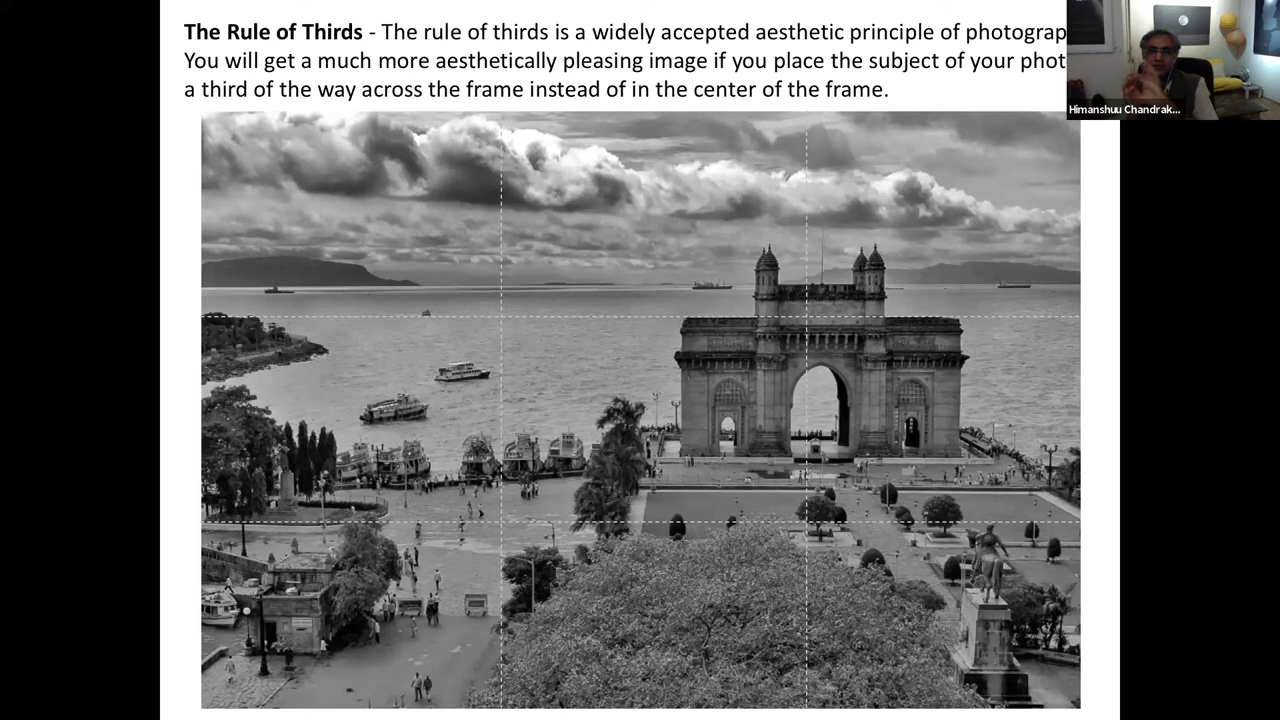 The Rule of Thirds - The rule of thirds is a widely accepted aesthetic principle of photograp
You will get a much more aesthetically pleasing image if you place the subject of your phot
a third of the way across the frame instead of in the center of the frame.
Himanshuu Chandrak...